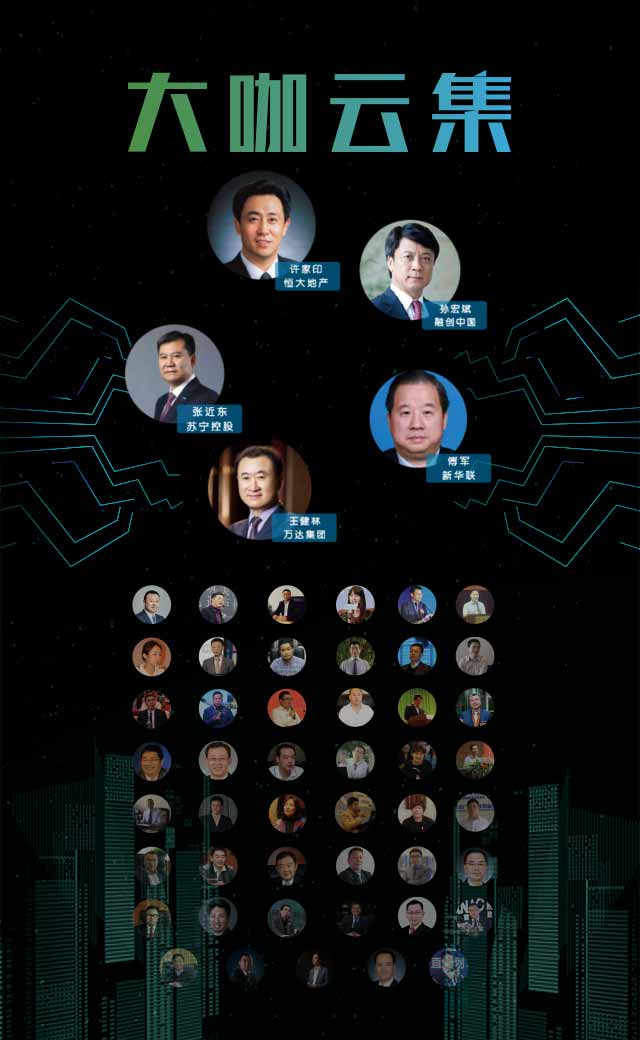 大咖云集
许家印
恒大地产
孙宏斌
融创中国
张近东
苏宁控股
傅军
新华联
王健林
万达集团